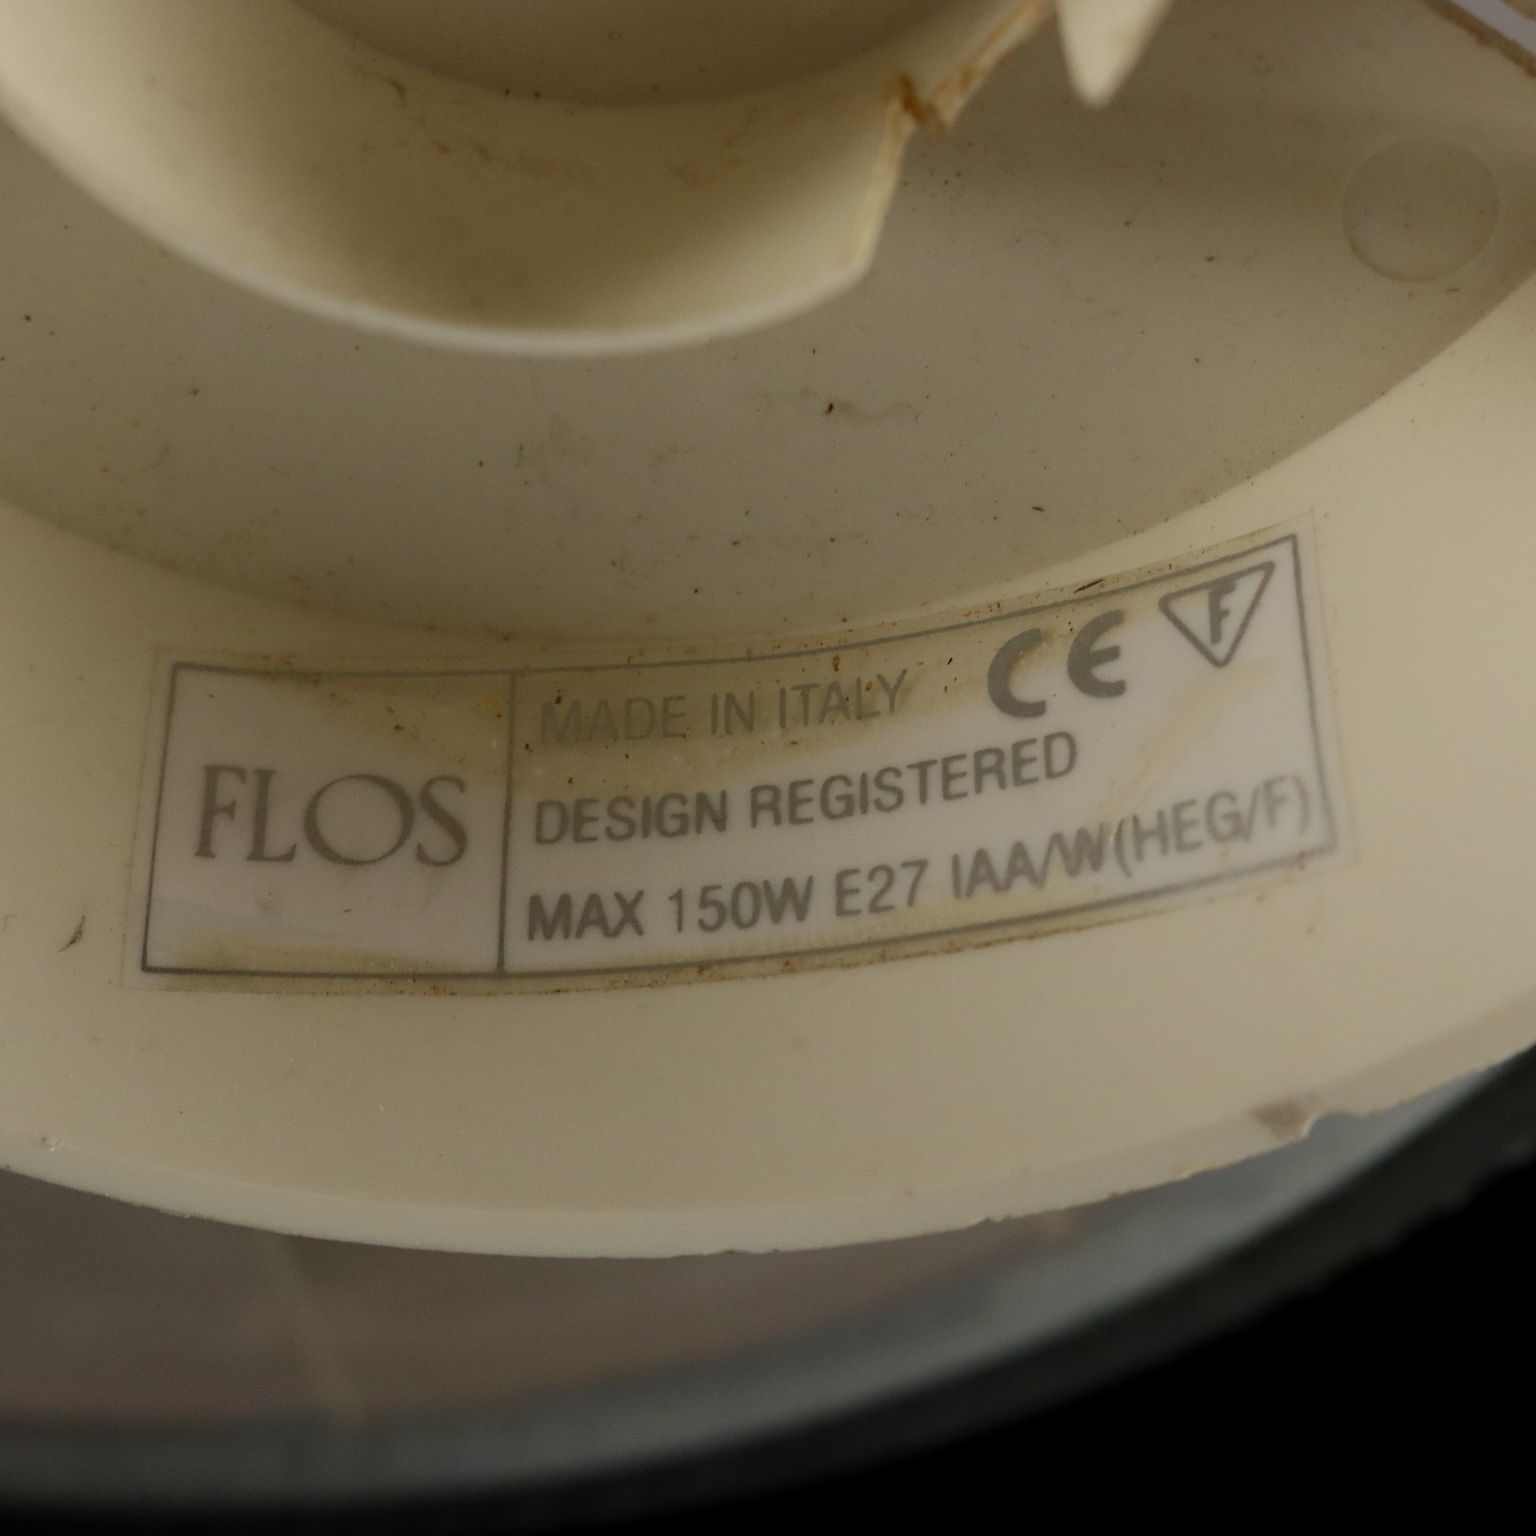 FLOS
MADE IN ITALY CE F
DESIGN REGISTERED
MAX 150W E27 IAA/W(HEG/F)